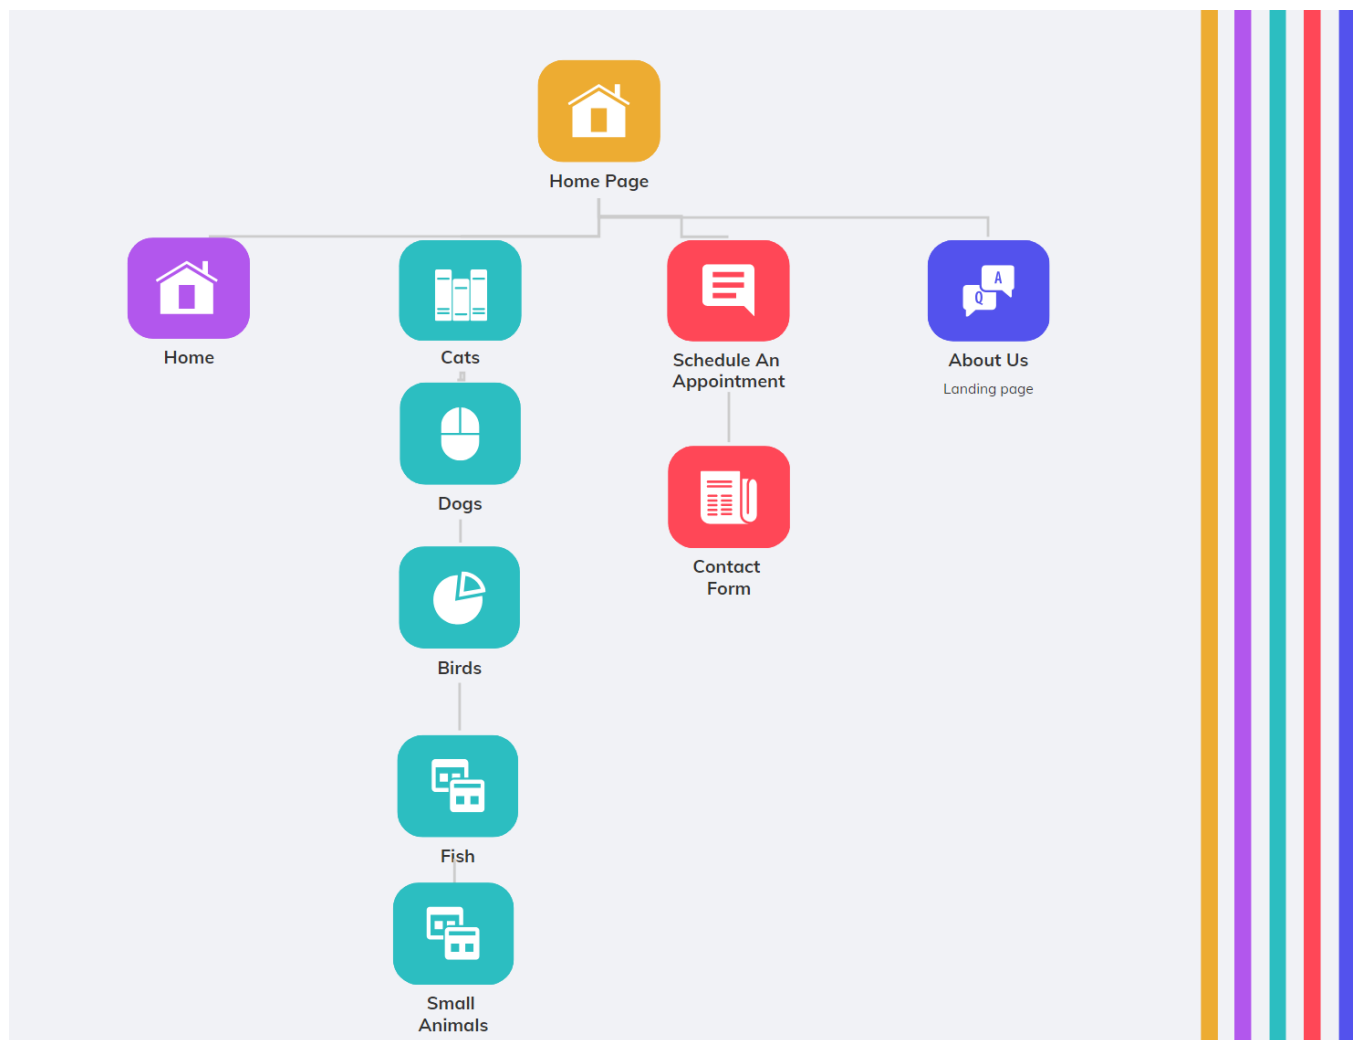 Home Page
Home
Cats
Schedule An
Appointment
A
Q
About Us
Landing page
Dogs
Contact
Form
Birds
Fish
Small
Animals